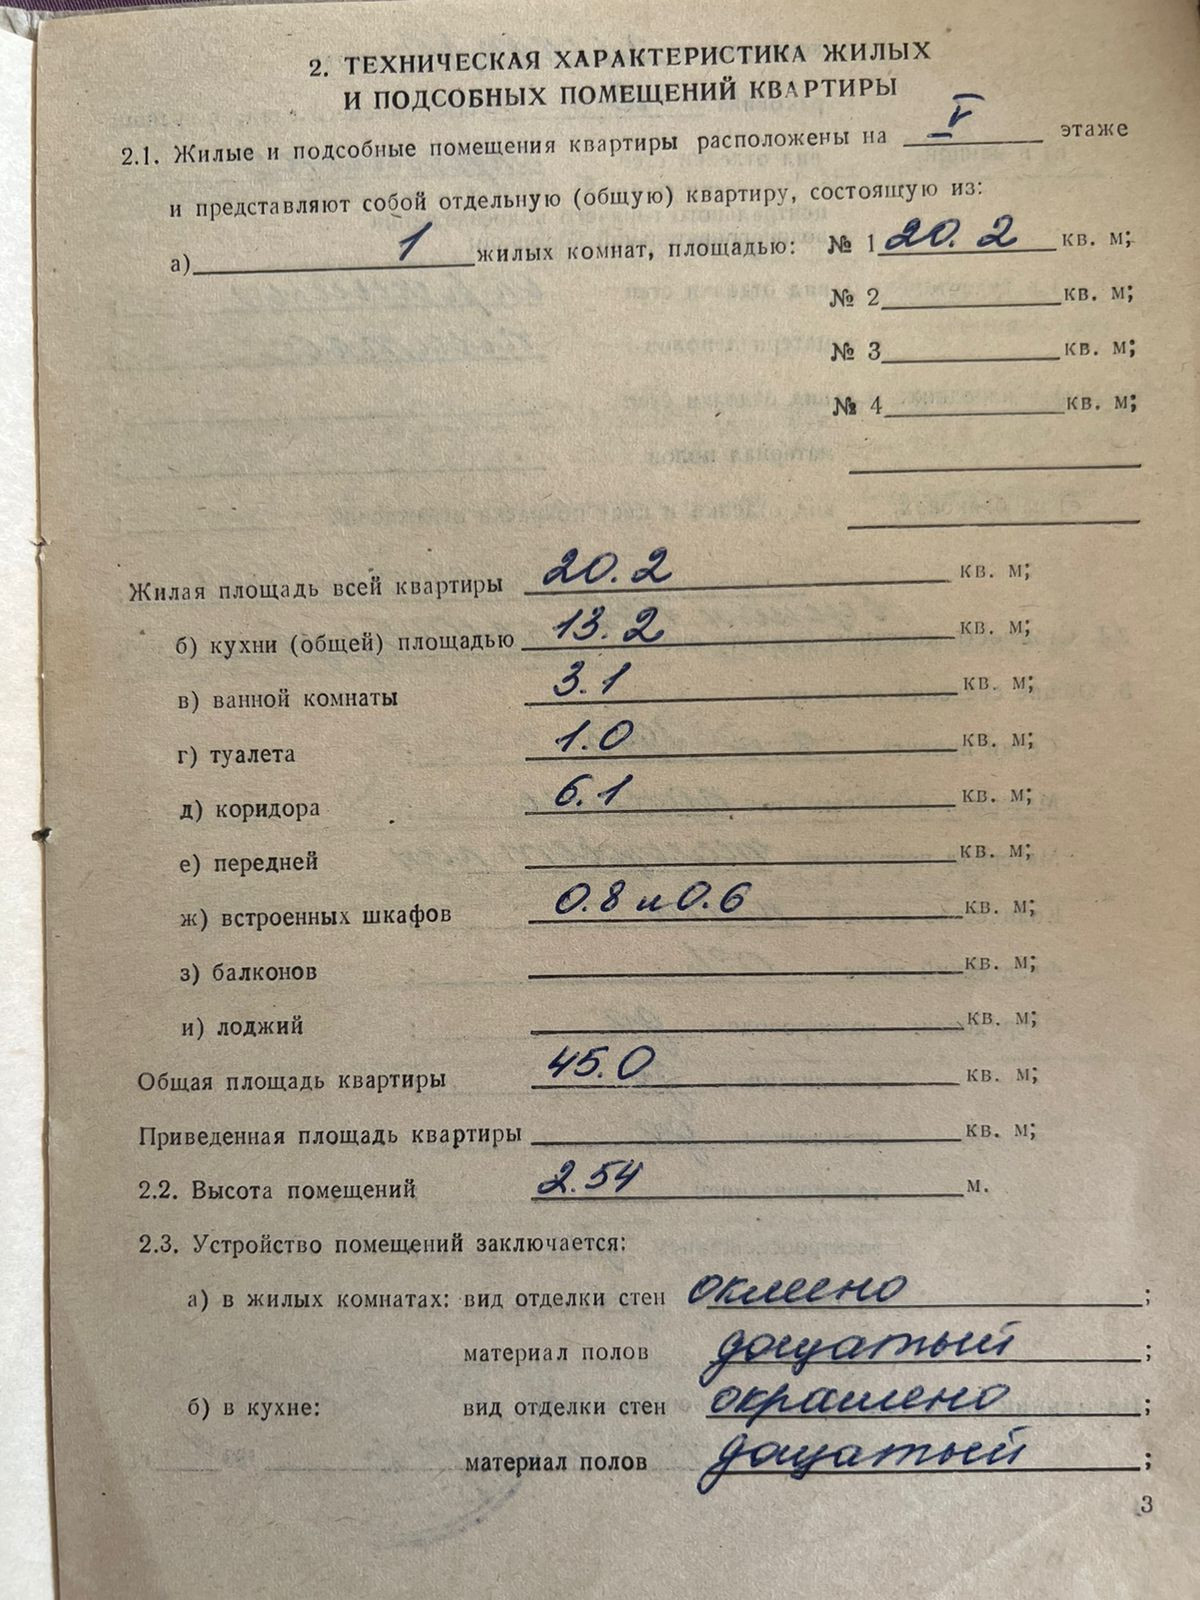 2. ТЕХНИЧЕСКАЯ ХАРАКТЕРИСТИКА ЖИЛЫХ
И ПОДСОБНЫХ ПОМЕЩЕНИЙ КВАРТИРЫ
2.1. Жилые и подсобные помещения квартиры расположены на V этаже
и представляют собой отдельную (общую) квартиру, состоящую из:
а) 1 жилых комнат, площадью: № 1 20.2 кв. м;
№ 2 кв. м;
№ 3 кв. м;
№ 4 кв. м;
Жилая площадь всей квартиры 20.2 кв. м;
б) кухни (общей) площадью 13.2 кв. м;
в) ванной комнаты 3.1 кв. м;
г) туалета 1.0 кв. м;
д) коридора 6.1 кв. м;
е) передней кв. м;
ж) встроенных шкафов 0.8 и 0.6 кв. м;
з) балконов кв. м;
и) лоджий кв. м;
Общая площадь квартиры 45.0 кв. м;
Приведенная площадь квартиры кв. м;
2.2. Высота помещений 2.54 м.
2.3. Устройство помещений заключается:
а) в жилых комнатах: вид отделки стен оклеено;
материал полов дощатый;
б) в кухне: вид отделки стен окрашено;
материал полов дощатый;
3